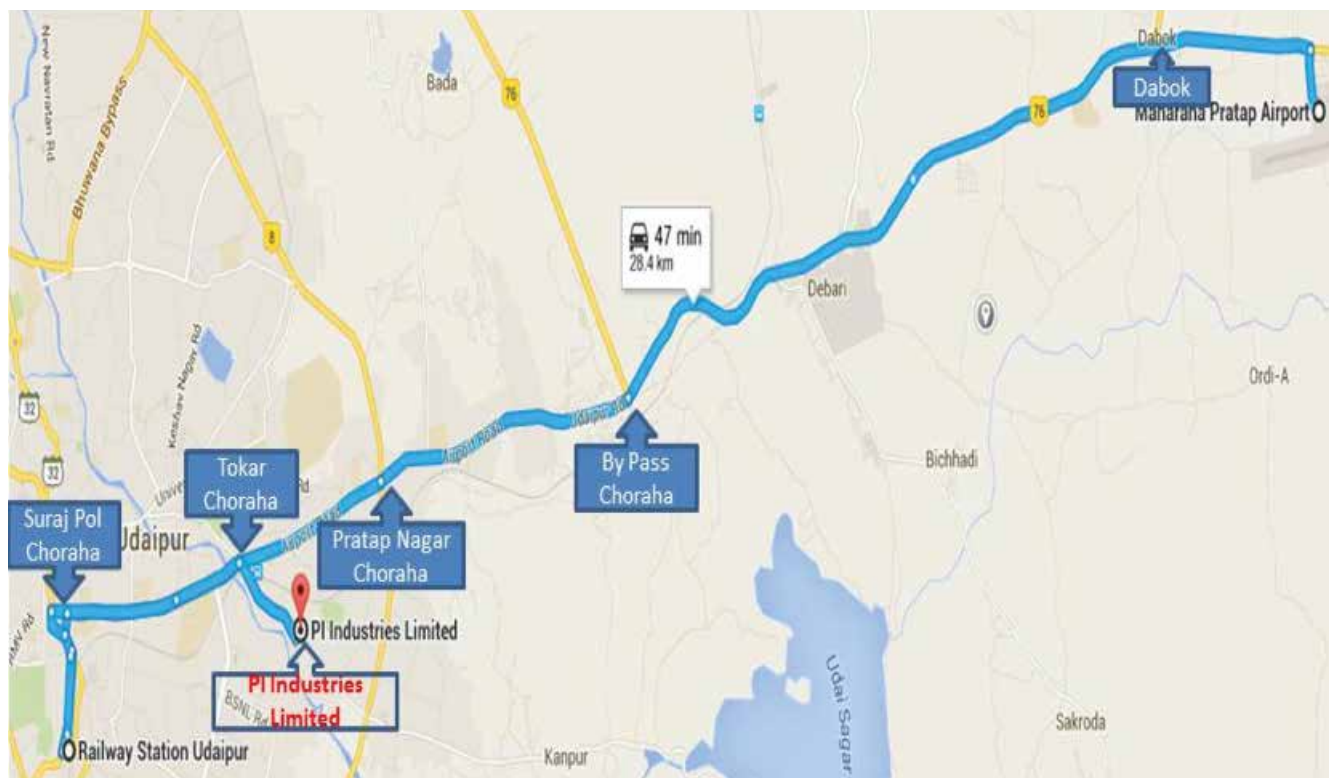 New Navratan Rd
Bhuwana Bypass
Bada
76
Dabok
Dabok
76
Maharana Pratap Airport
8
47 min
28.4 km
Debari
Keshav Nagar Rd
32
32
Ordi-A
Airport Road
Udaipur Rd
Tokar
Choraha
By Pass
Choraha
Bichhadi
Suraj Pol
Choraha
Udaipur
Rd
Pratap Nagar
Choraha
PI Industries Limited
PI Industries
Limited
BSNL Rd
Udai Sagar
Sakroda
Railway Station Udaipur
Kanpur